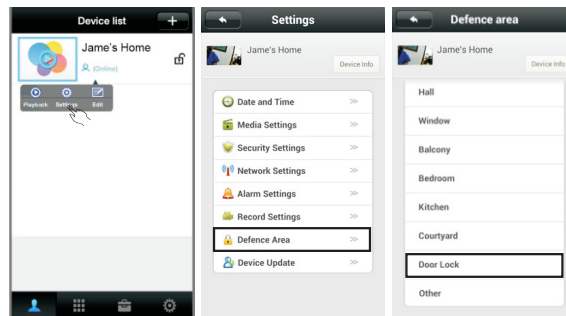 Device list
+
Jame's Home
(Online)
Playback Settings Edit
Settings
Jame's Home
Device Info
Date and Time
Media Settings
Security Settings
Network Settings
Alarm Settings
Record Settings
Defence Area
Device Update
Defence area
Jame's Home
Device Info
Hall
Window
Balcony
Bedroom
Kitchen
Courtyard
Door Lock
Other